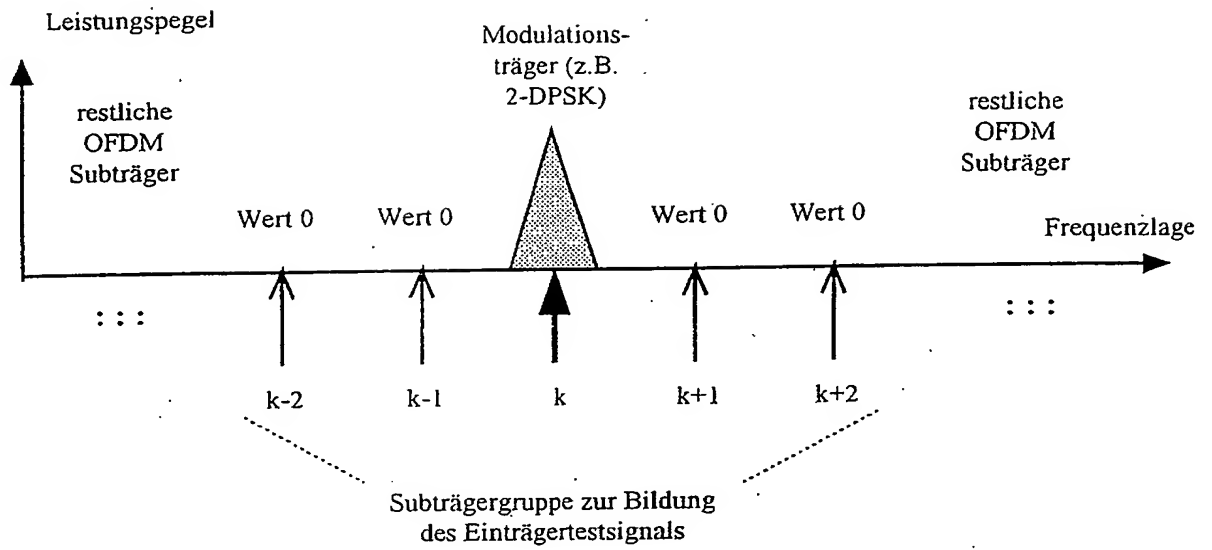 Leistungspegel
Modulations-
träger (z.B.
2-DPSK)
restliche
OFDM
Subträger
restliche
OFDM
Subträger
Wert 0
Wert 0
Wert 0
Wert 0
Frequenzlage
: : :
: : :
k-2
k-1
k
k+1
k+2
Subträgergruppe zur Bildung
des Einträgertestsignals